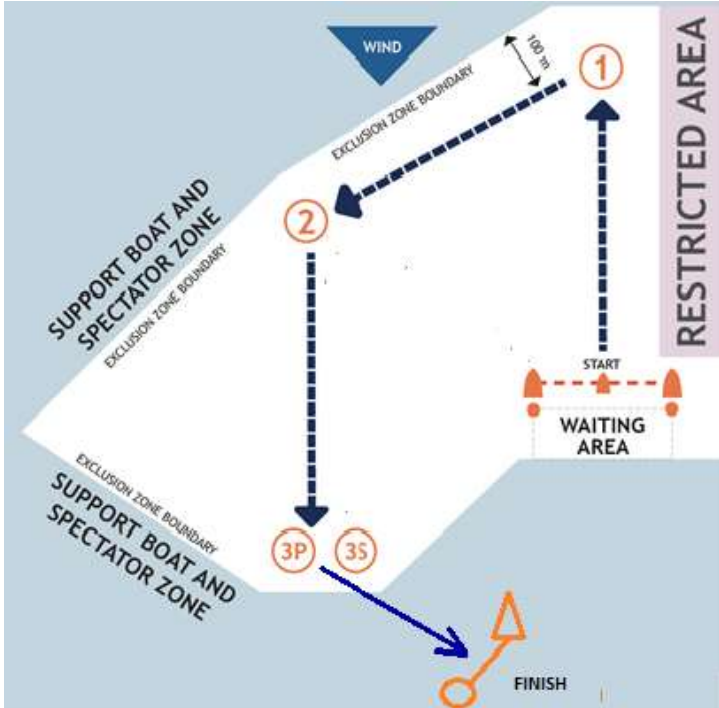 WIND
100 m
1
EXCLUSION ZONE BOUNDARY
RESTRICTED AREA
2
SUPPORT BOAT AND
SPECTATOR ZONE
EXCLUSION ZONE BOUNDARY
START
WAITING
AREA
EXCLUSION ZONE BOUNDARY
SUPPORT BOAT AND
SPECTATOR ZONE
3P
3S
FINISH